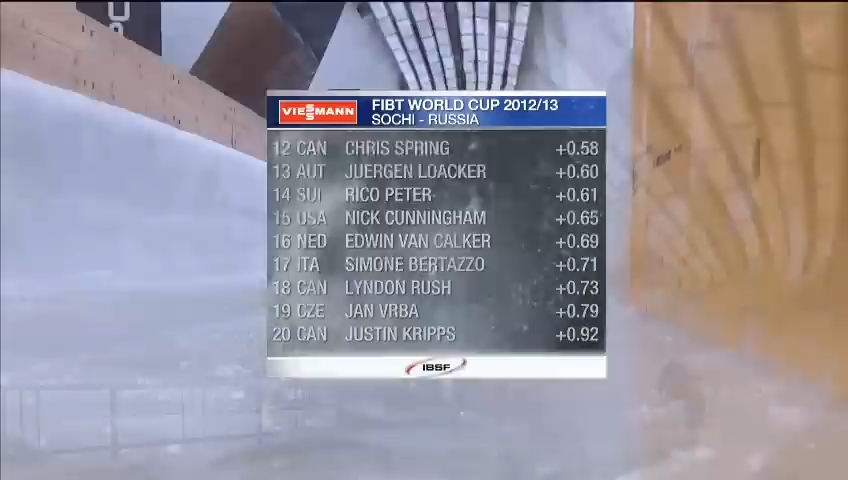 VIESSMANN
FIBT WORLD CUP 2012/13
SOCHI - RUSSIA
12 CAN CHRIS SPRING +0.58
13 AUT JUERGEN LOACKER +0.60
14 SUI RICO PETER +0.61
15 USA NICK CUNNINGHAM +0.65
16 NED EDWIN VAN CALKER +0.69
17 ITA SIMONE BERTAZZO +0.71
18 CAN LYNDON RUSH +0.73
19 CZE JAN VRBA +0.79
20 CAN JUSTIN KRIPPS +0.92
IBSF